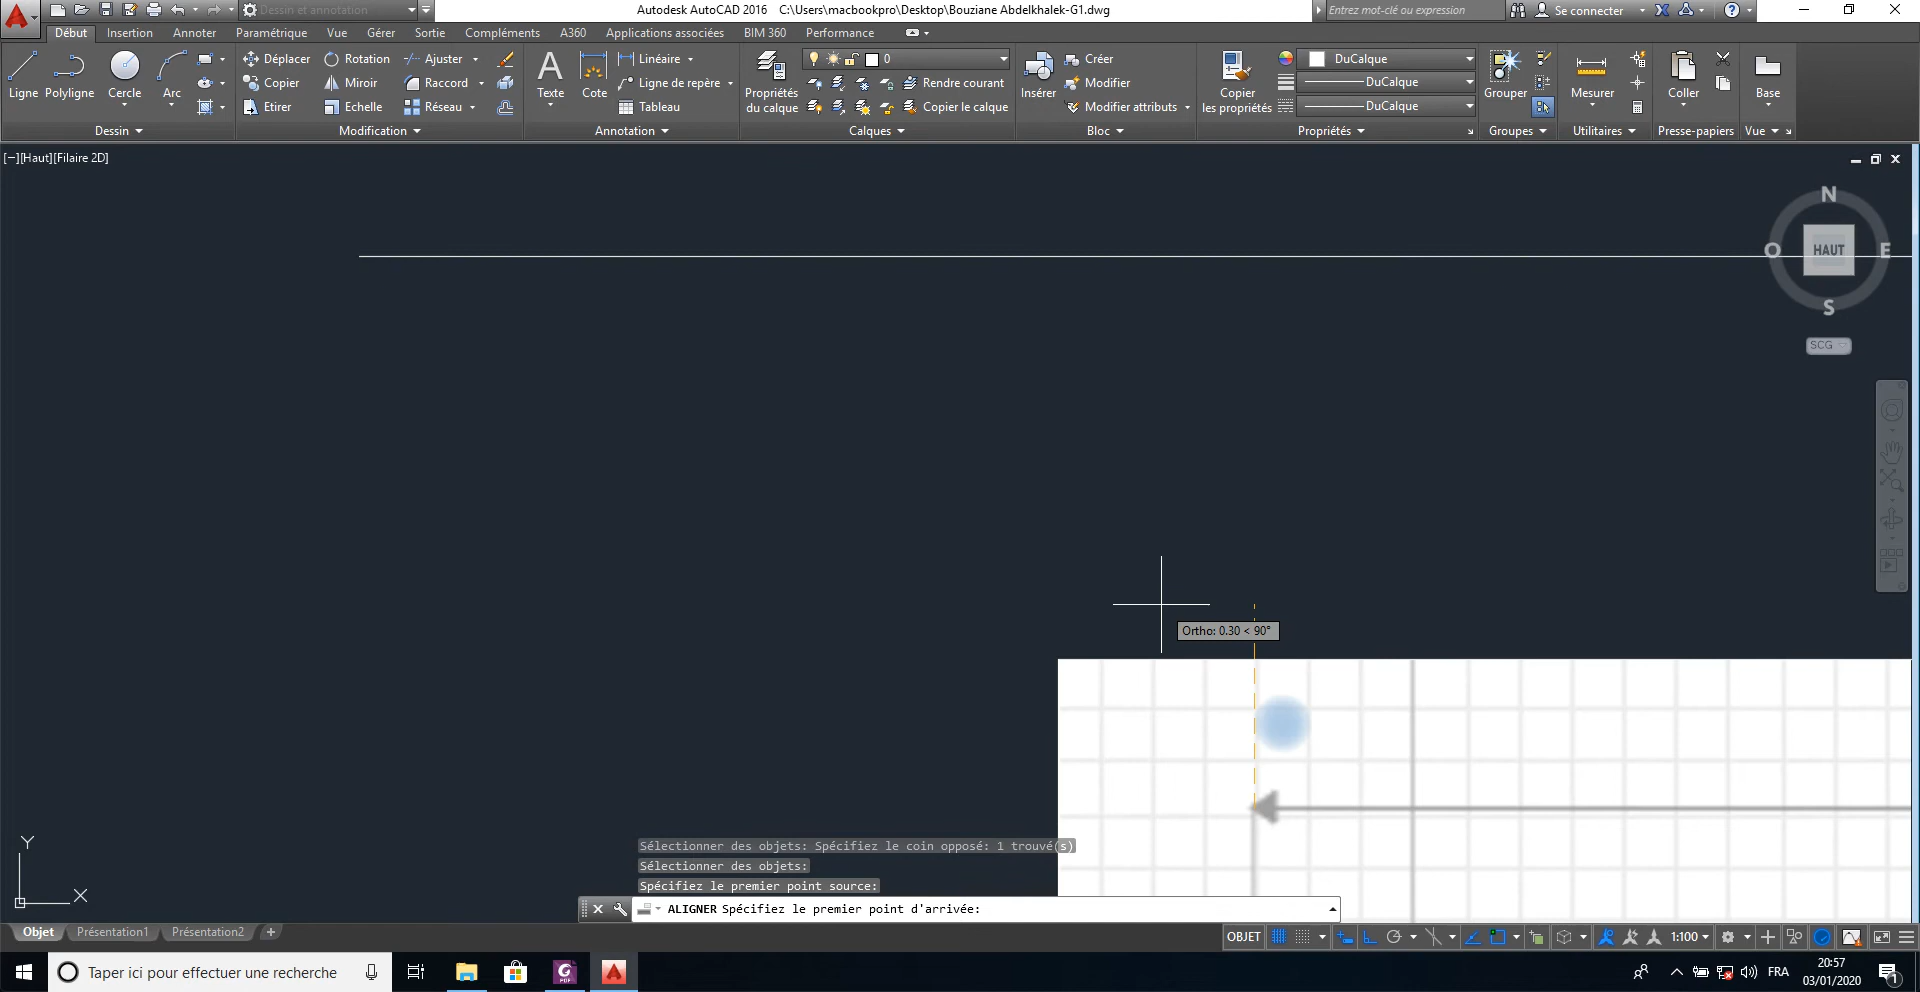 Dessin et annotation
Autodesk AutoCAD 2016 C:\Users\macbookpro\Desktop\Bouziane Abdelkhalek-G1.dwg
Entrez mot-clé ou expression
Se connecter
Début Insertion Annoter Paramétrique Vue Gérer Sortie Compléments A360 Applications associées BIM 360 Performance
Ligne Polyligne Cercle Arc
Dessin
Déplacer Rotation Ajuster
Copier Miroir Raccord
Etirer Echelle Réseau
Modification
Texte Cote
Linéaire
Ligne de repère
Tableau
Annotation
Propriétés
du calque
0
Rendre courant
Copier le calque
Calques
Insérer
Créer
Modifier
Modifier attributs
Bloc
Copier
les propriétés
DuCalque
DuCalque
DuCalque
Propriétés
Grouper
Groupes
Mesurer
Utilitaires
Coller
Presse-papiers
Base
Vue
[−][Haut][Filaire 2D]
N
O HAUT E
S
SCG
Ortho: 0.30 < 90°
Y
X
Sélectionner des objets: Spécifiez le coin opposé: 1 trouvé(s)
Sélectionner des objets:
Spécifiez le premier point source:
ALIGNER Spécifiez le premier point d'arrivée:
Objet Présentation1 Présentation2 +
OBJET
1:100
Taper ici pour effectuer une recherche
PDF
FRA
20:57
03/01/2020
1